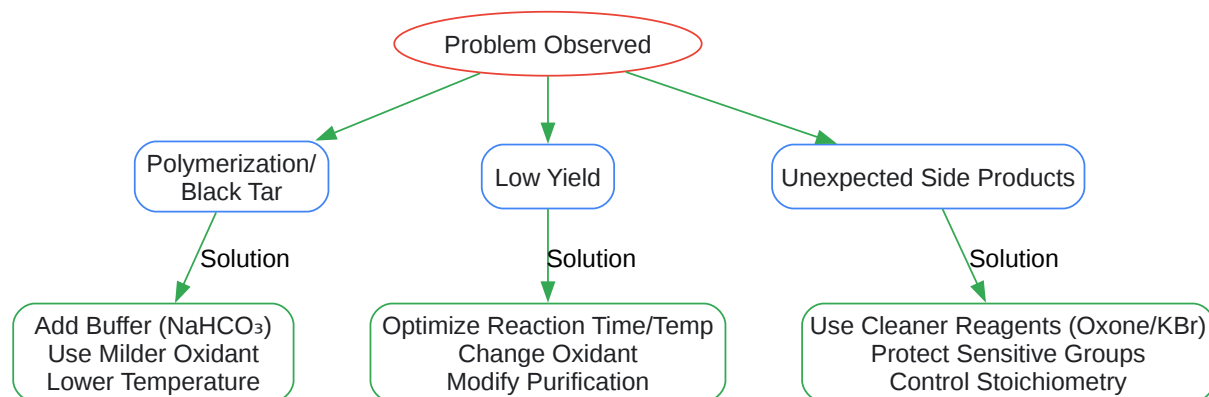 Problem Observed
Polymerization/
Black Tar
Low Yield
Unexpected Side Products
Solution
Solution
Solution
Add Buffer (NaHCO₃)
Use Milder Oxidant
Lower Temperature
Optimize Reaction Time/Temp
Change Oxidant
Modify Purification
Use Cleaner Reagents (Oxone/KBr)
Protect Sensitive Groups
Control Stoichiometry